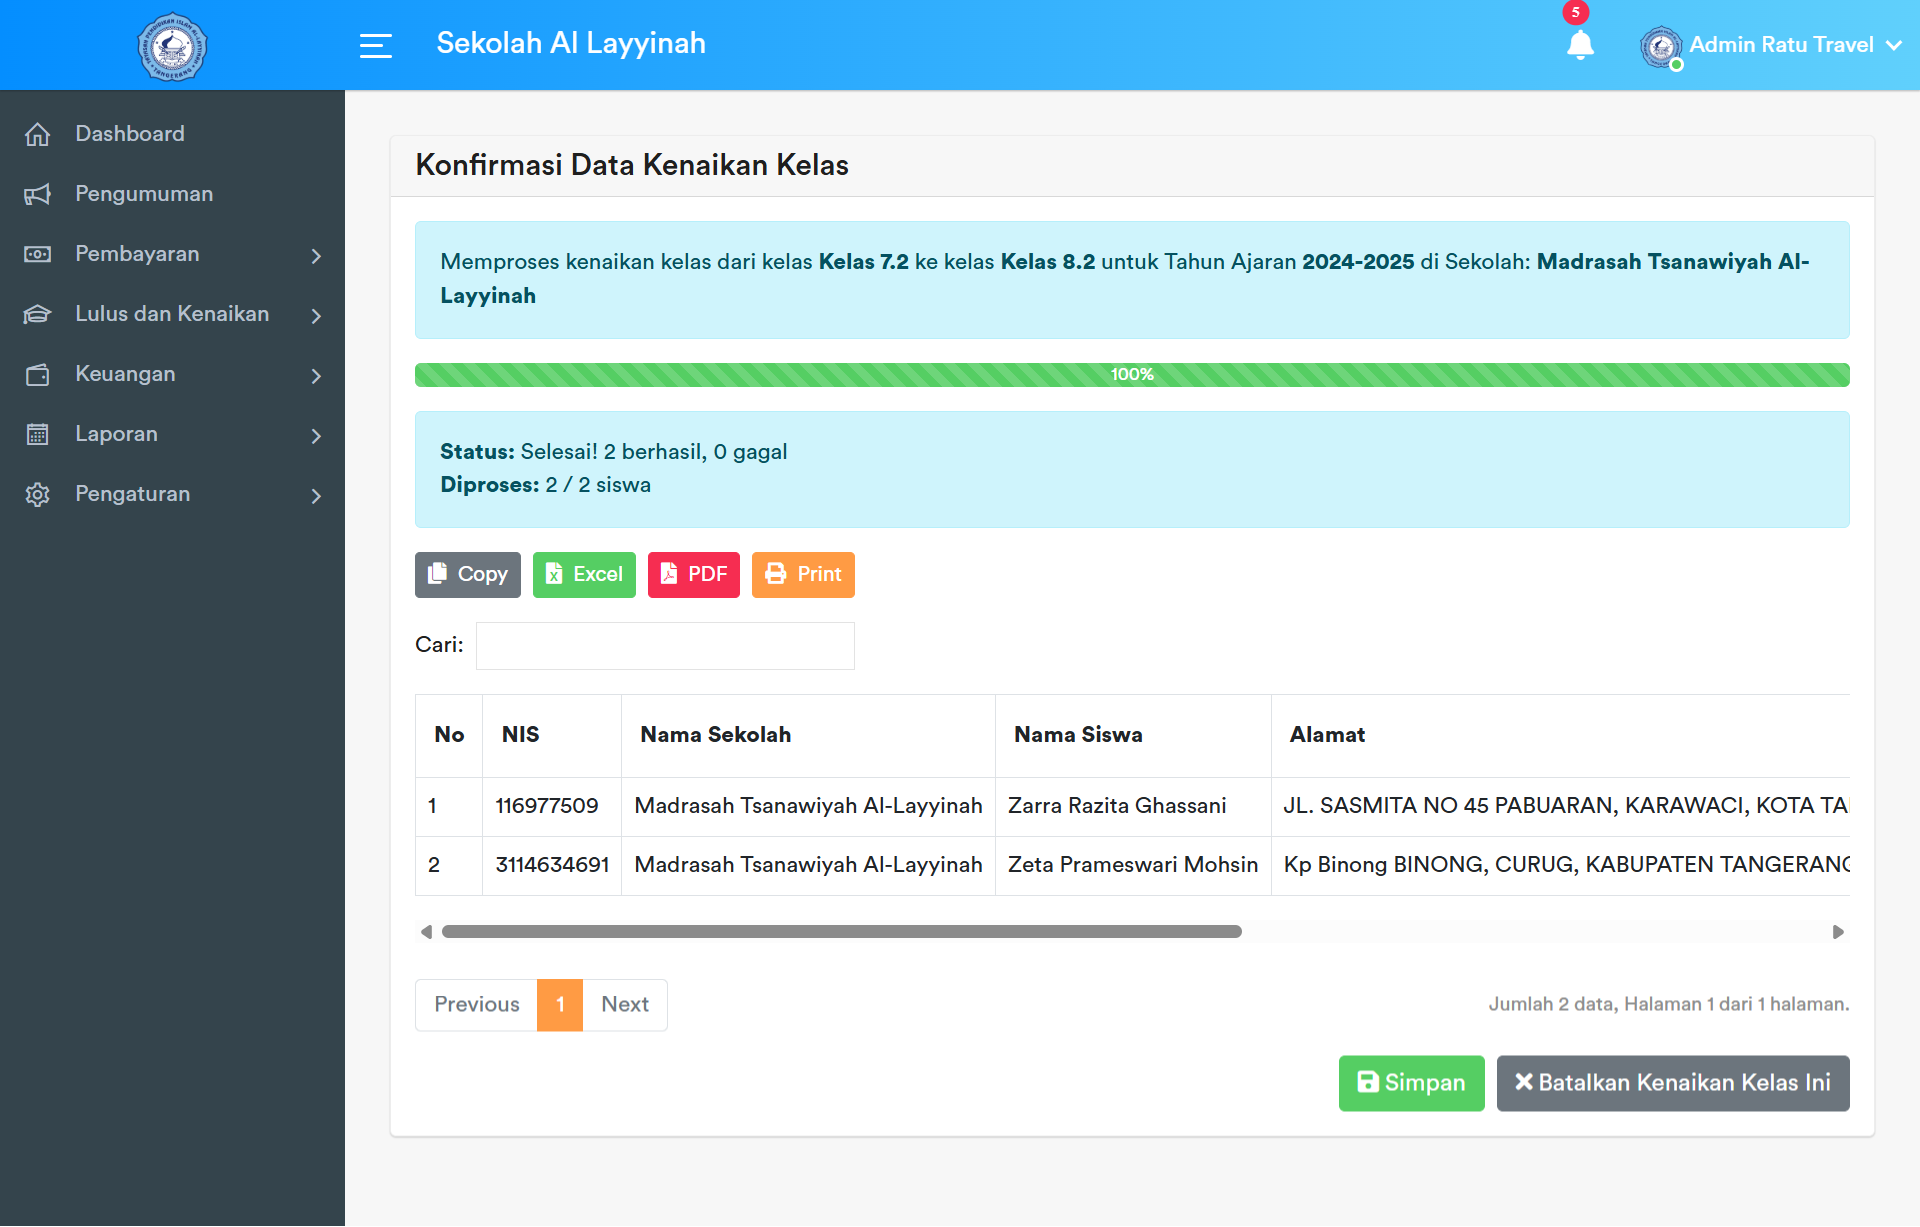 Sekolah Al Layyinah
5
Admin Ratu Travel
Dashboard
Pengumuman
Pembayaran
Lulus dan Kenaikan
Keuangan
Laporan
Pengaturan
Konfirmasi Data Kenaikan Kelas
Memproses kenaikan kelas dari kelas Kelas 7.2 ke kelas Kelas 8.2 untuk Tahun Ajaran 2024-2025 di Sekolah: Madrasah Tsanawiyah Al-
Layyinah
100%
Status: Selesai! 2 berhasil, 0 gagal
Diproses: 2 / 2 siswa
Copy Excel PDF Print
Cari:
No NIS Nama Sekolah Nama Siswa Alamat
1 116977509 Madrasah Tsanawiyah Al-Layyinah Zarra Razita Ghassani JL. SASMITA NO 45 PABUARAN, KARAWACI, KOTA TA
2 3114634691 Madrasah Tsanawiyah Al-Layyinah Zeta Prameswari Mohsin Kp Binong BINONG, CURUG, KABUPATEN TANGERANG
Previous 1 Next
Jumlah 2 data, Halaman 1 dari 1 halaman.
Simpan
Batalkan Kenaikan Kelas Ini